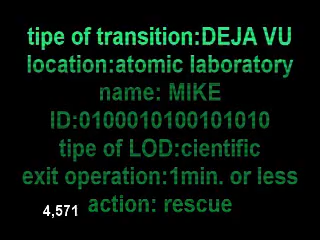 tipe of transition:DEJA VU
location:atomic laboratory
name: MIKE
ID:0100010100101010
tipe of LOD:cientific
exit operation:1min. or less
4,571 action: rescue